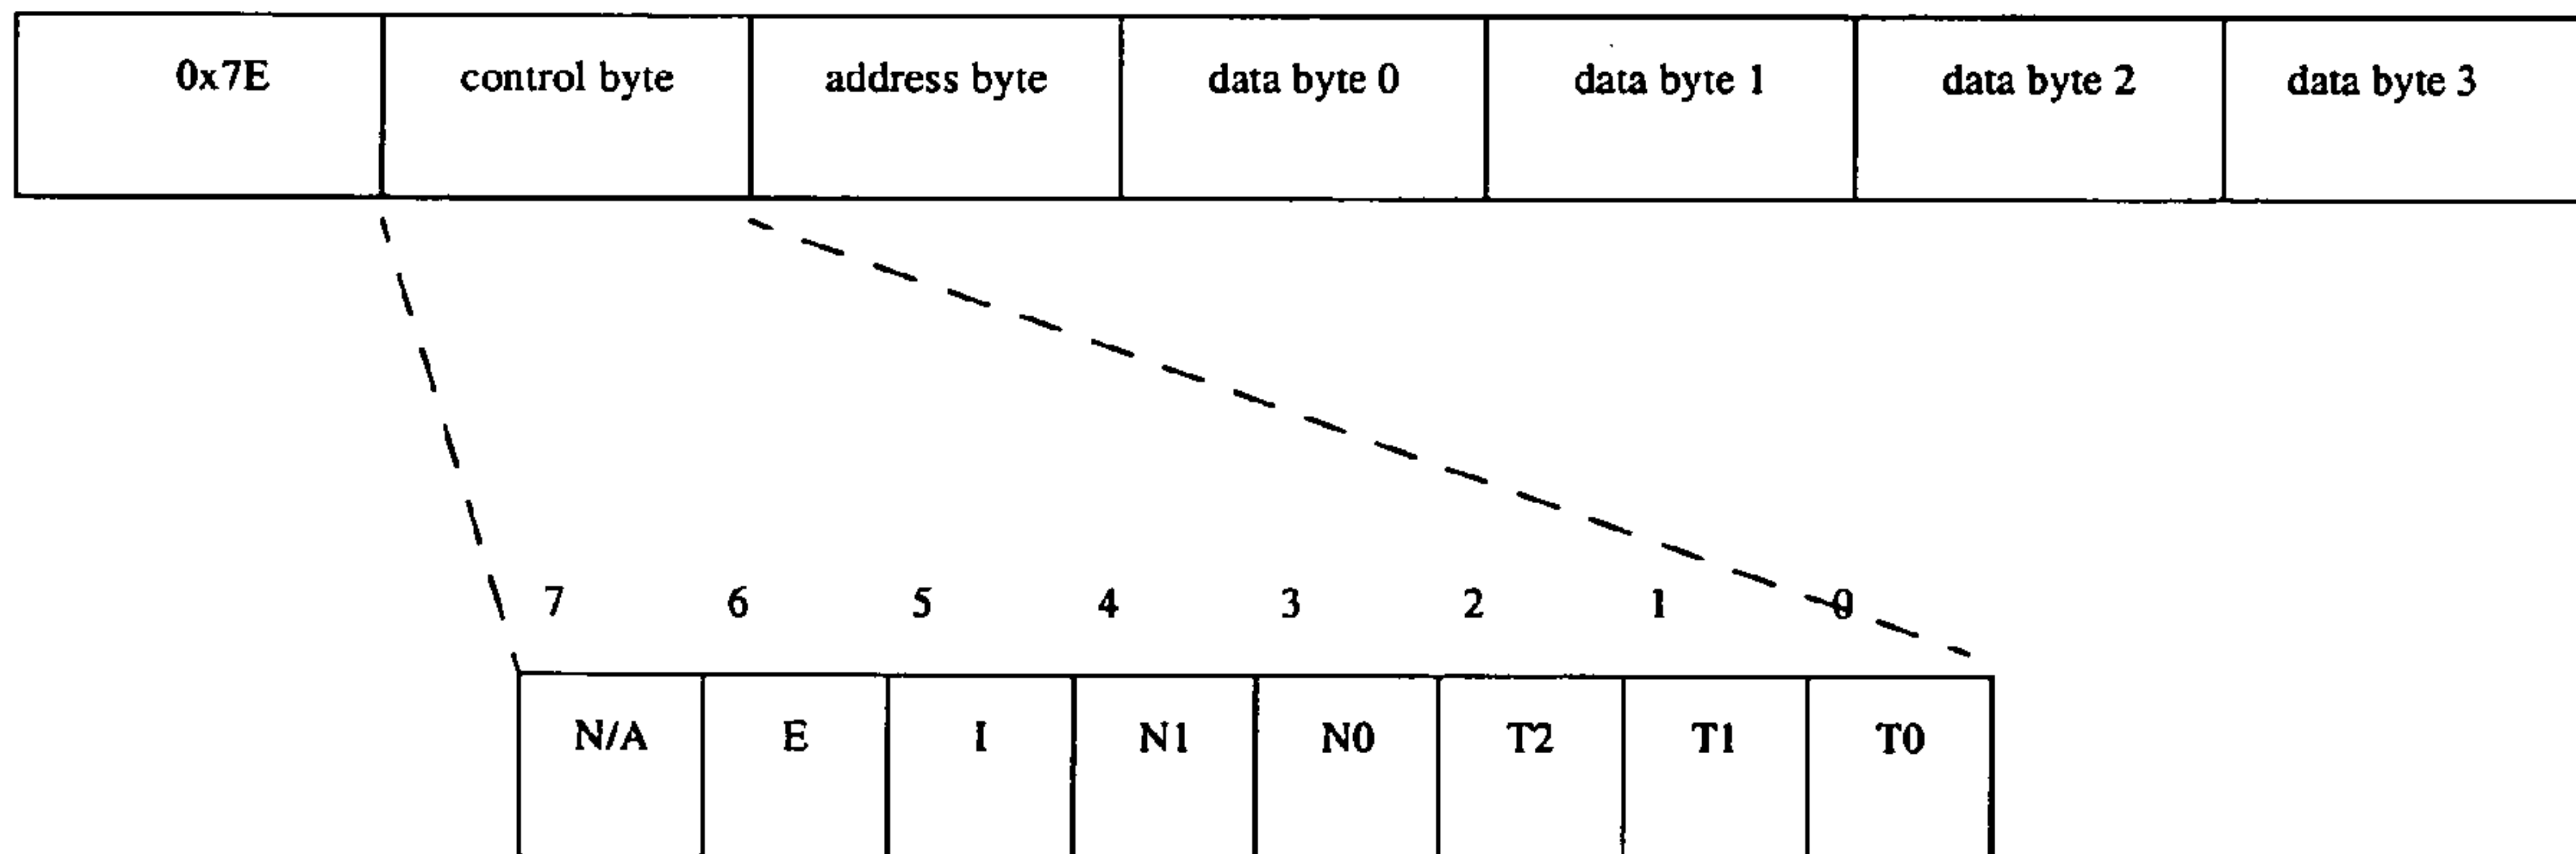 0x7E control byte address byte data byte 0 data byte 1 data byte 2 data byte 3
7 6 5 4 3 2 1 0
N/A E I N1 N0 T2 T1 T0